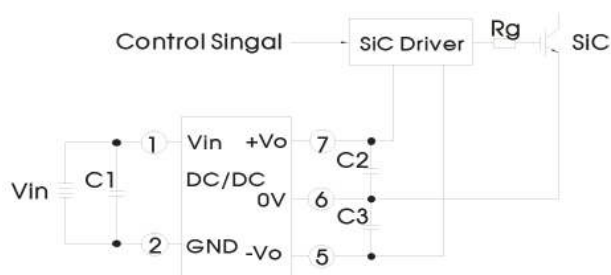 Control Singal
SiC Driver
Rg
SiC
Vin
C1
1
Vin
+Vo
7
C2
DC/DC
0V
6
C3
2
GND
-Vo
5